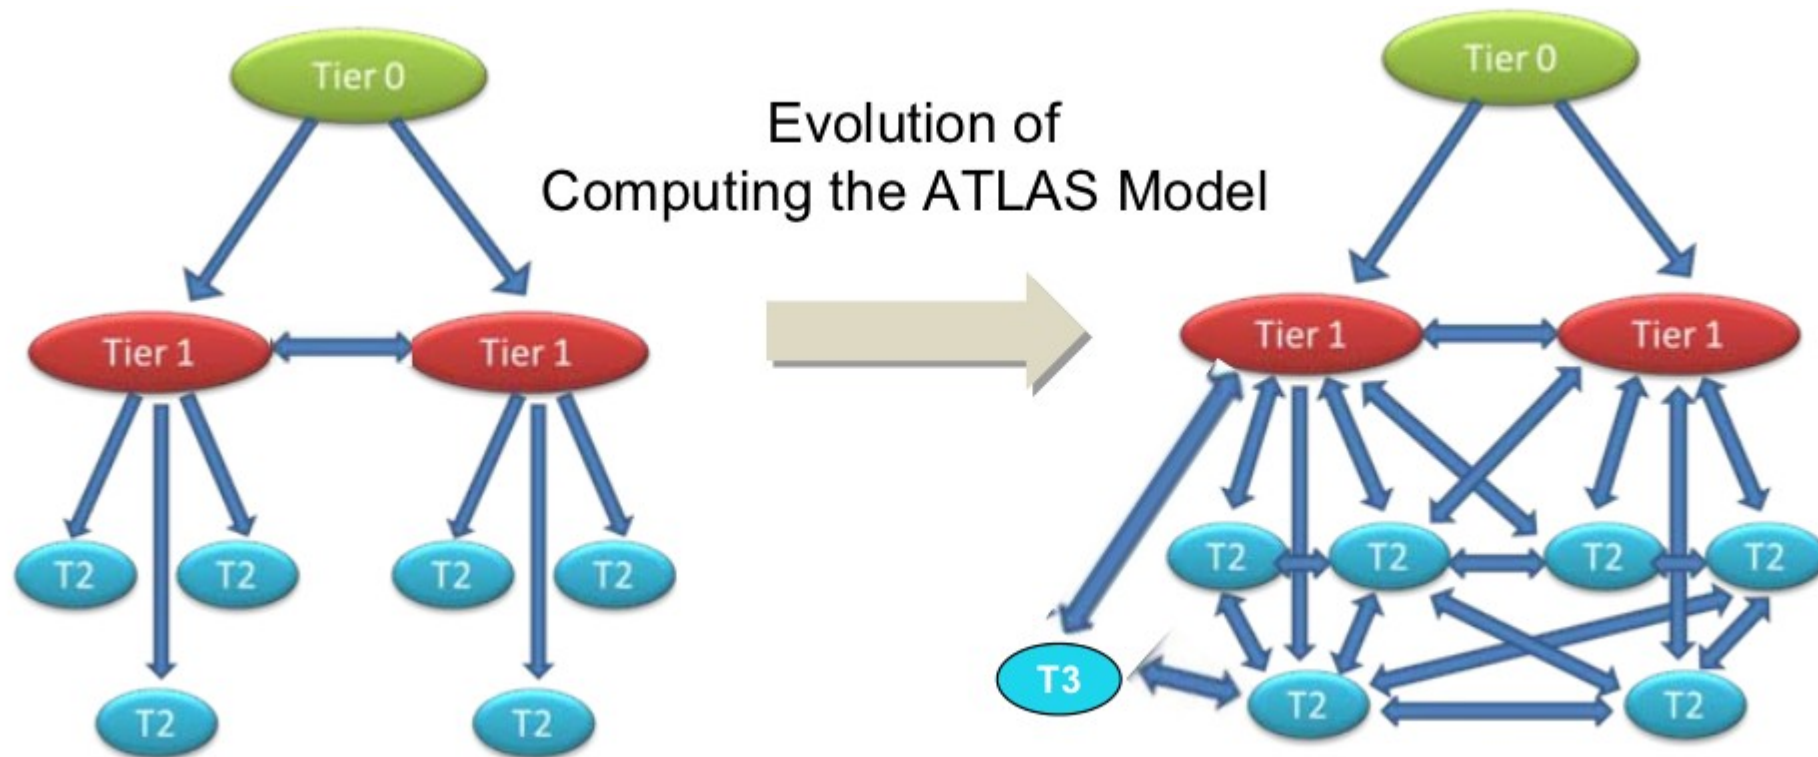 Tier 0
Tier 0
Evolution of
Computing the ATLAS Model
Tier 1
Tier 1
Tier 1
Tier 1
T2
T2
T2
T2
T2
T2
T2
T2
T2
T2
T3
T2
T2